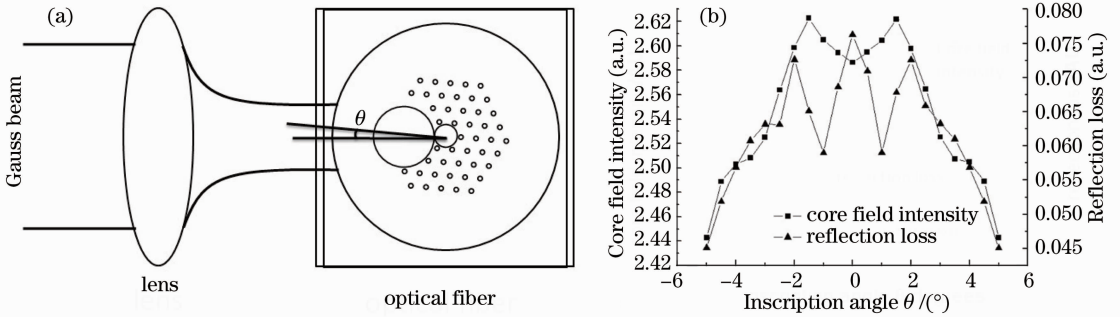 (a)
Gauss beam
θ
lens
optical fiber
(b)
Core field intensity (a.u.)
2.62
2.60
2.58
2.56
2.54
2.52
2.50
2.48
2.46
2.44
2.42
0.080
0.075
0.070
0.065
0.060
0.055
0.050
0.045
Reflection loss (a.u.)
core field intensity
reflection loss
−6 −4 −2 0 2 4 6
Inscription angle θ /(°)